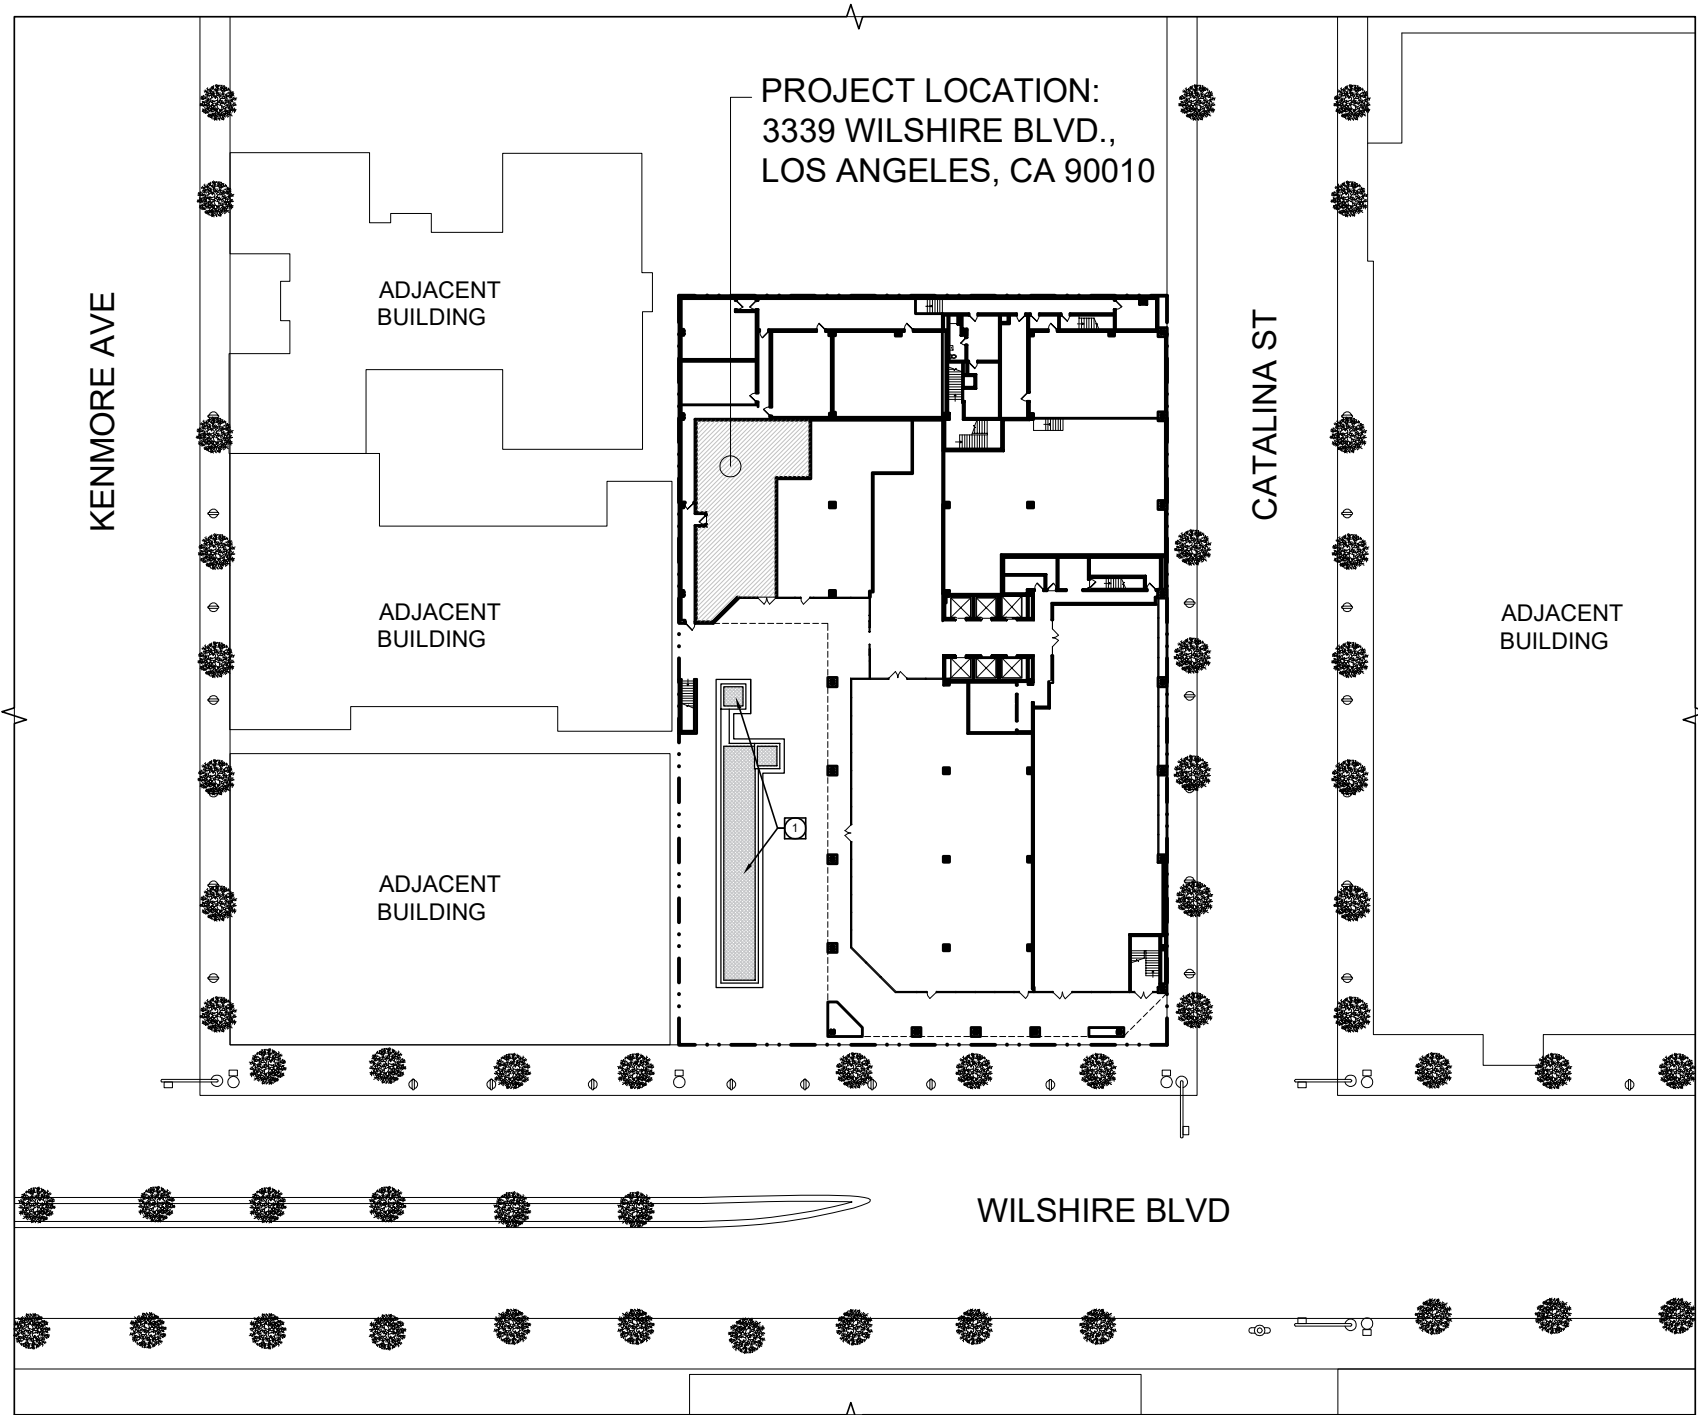 PROJECT LOCATION:
3339 WILSHIRE BLVD.,
LOS ANGELES, CA 90010
ADJACENT
BUILDING
KENMORE AVE
CATALINA ST
ADJACENT
BUILDING
ADJACENT
BUILDING
1
ADJACENT
BUILDING
WILSHIRE BLVD